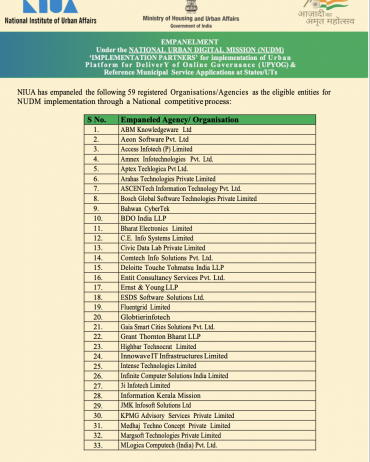 NIUA
National Institute of Urban Affairs
Ministry of Housing and Urban Affairs
Government of India
आज़ादी का
अमृत महोत्सव
EMPANELMENT
Under the NATIONAL URBAN DIGITAL MISSION (NUDM)
'IMPLEMENTATION PARTNERS' for implementation of Urban
Platform for DeliverY of Online Governance (UPYOG) &
Reference Municipal Service Applications at States/UTs
NIUA has empaneled the following 59 registered Organisations/Agencies as the eligible entities for
NUDM implementation through a National competitive process:
S No. Empaneled Agency/ Organisation
1. ABM Knowledgeware Ltd
2. Aeon Software Pvt. Ltd
3. Access Infotech (P) Limited
4. Amnex Infotechnologies Pvt. Ltd.
5. Aptex Techlogica Pvt Ltd.
6. Arahas Technologies Private Limited
7. ASCENTech Information Technology Pvt. Ltd.
8. Bosch Global Software Technologies Private Limited
9. Bahwan CyberTek
10. BDO India LLP
11. Bharat Electronics Limited
12. C.E. Info Systems Limited
13. Civic Data Lab Private Limited
14. Comtech Info Solutions Pvt. Ltd.
15. Deloitte Touche Tohmatsu India LLP
16. Entit Consultancy Services Pvt. Ltd.
17. Ernst & Young LLP
18. ESDS Software Solutions Ltd.
19. Fluentgrid Limited
20. Globtierinfotech
21. Gaia Smart Cities Solutions Pvt. Ltd.
22. Grant Thornton Bharat LLP
23. Highbar Technocrat Limited
24. Innowave IT Infrastructures Limited
25. Intense Technologies Limited
26. Infinite Computer Solutions India Limited
27. 3i Infotech Limited
28. Information Kerala Mission
29. JMK Infosoft Solutions Ltd
30. KPMG Advisory Services Private Limited
31. Medhaj Techno Concept Private Limited
32. Margsoft Technologies Private Limited
33. MLogica Computech (India) Pvt. Ltd.